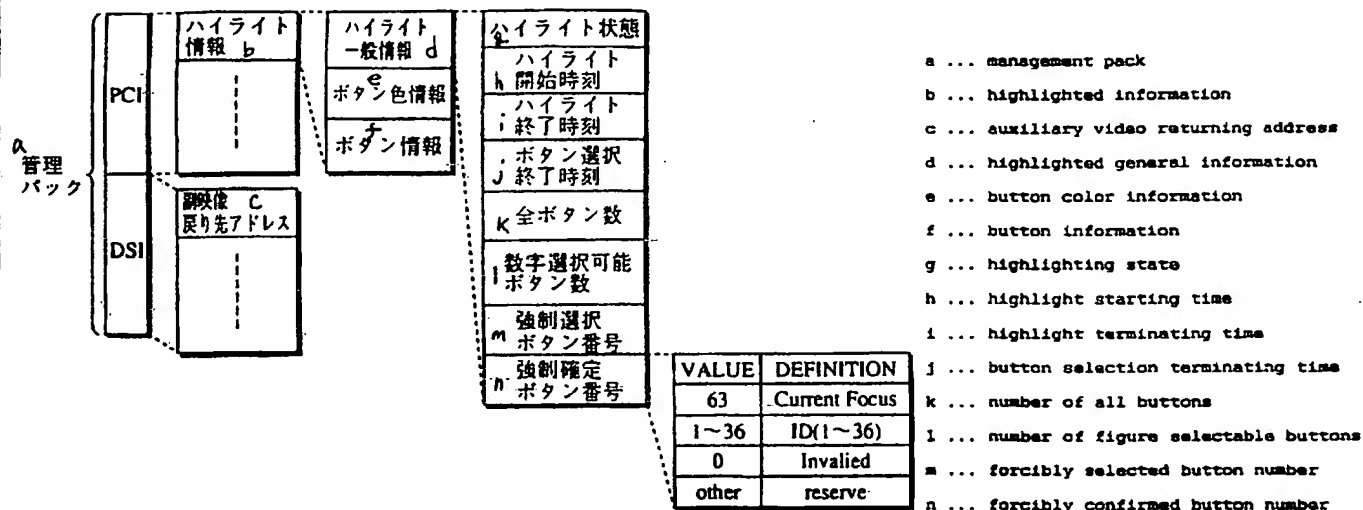 a
管理
パック
PCI
DSI
ハイライト
情報 b
副映像 c
戻り先アドレス
ハイライト
一般情報 d
e
ボタン色情報
f
ボタン情報
g
ハイライト状態
ハイライト
h 開始時刻
ハイライト
i 終了時刻
ボタン選択
j 終了時刻
k 全ボタン数
数字選択可能
l ボタン数
強制選択
m ボタン番号
強制確定
n ボタン番号
VALUE DEFINITION
63 Current Focus
1~36 ID(1~36)
0 Invalied
other reserve
a ... management pack
b ... highlighted information
c ... auxiliary video returning address
d ... highlighted general information
e ... button color information
f ... button information
g ... highlighting state
h ... highlight starting time
i ... highlight terminating time
j ... button selection terminating time
k ... number of all buttons
l ... number of figure selectable buttons
m ... forcibly selected button number
n ... forcibly confirmed button number